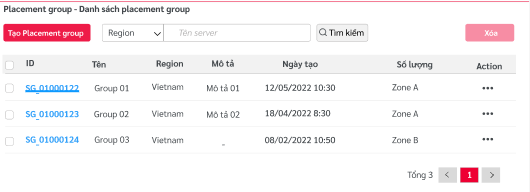 Placement group - Danh sách placement group
Tạo Placement group Region Tên server Tìm kiếm Xóa
ID Tên Region Mô tả Ngày tạo Số lượng Action
SG_01000122 Group 01 Vietnam Mô tả 01 12/05/2022 10:30 Zone A •••
SG_01000123 Group 02 Vietnam Mô tả 02 18/04/2022 8:30 Zone A •••
SG_01000124 Group 03 Vietnam - 08/02/2022 10:50 Zone B •••
Tổng 3 < 1 >